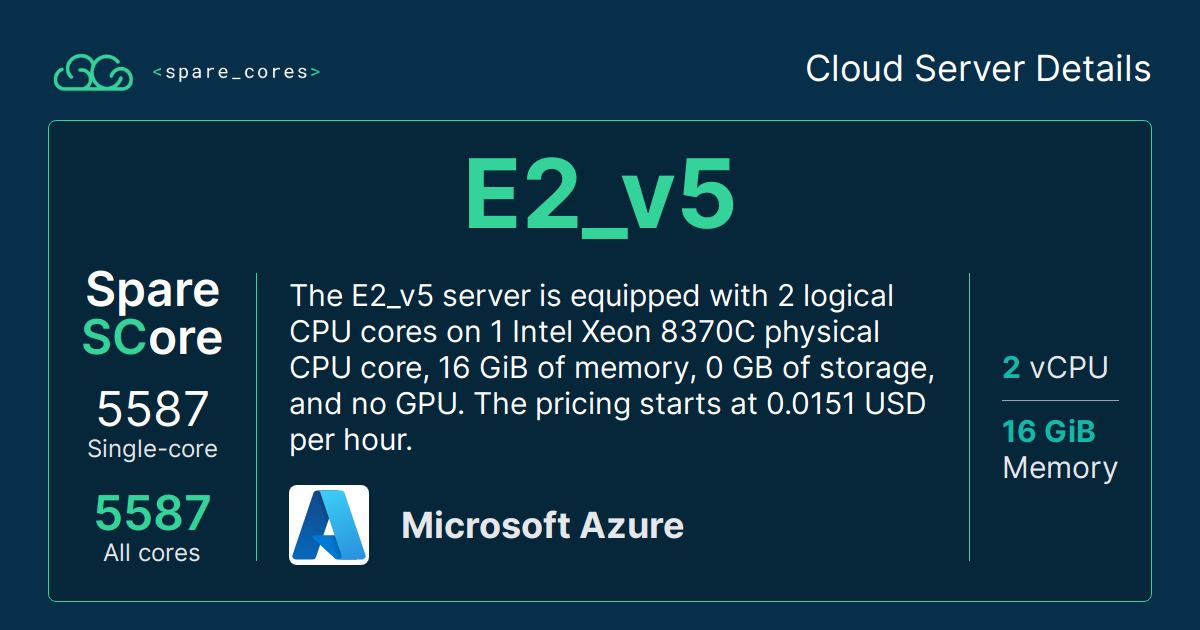 <spare_cores>
Cloud Server Details
E2_v5
Spare
SCore
5587
Single-core
5587
All cores
The E2_v5 server is equipped with 2 logical
CPU cores on 1 Intel Xeon 8370C physical
CPU core, 16 GiB of memory, 0 GB of storage,
and no GPU. The pricing starts at 0.0151 USD
per hour.
Microsoft Azure
2 vCPU
16 GiB
Memory